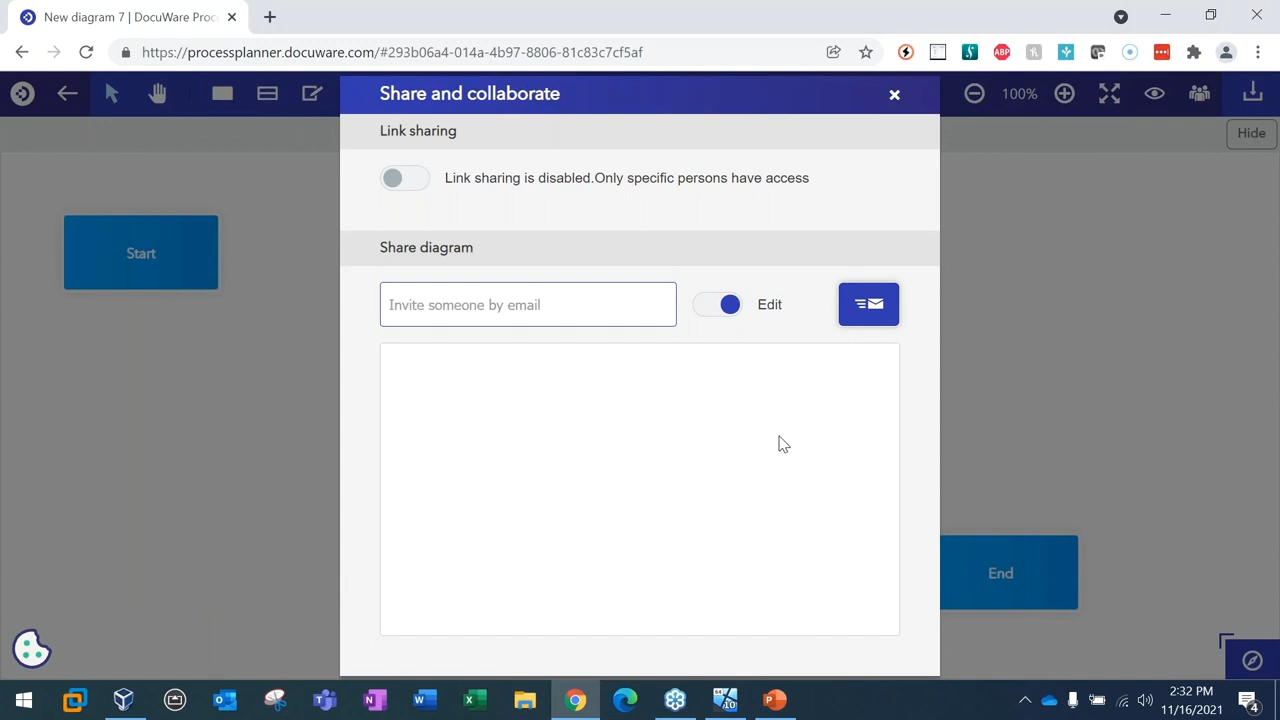 New diagram 7 | DocuWare Proc
https://processplanner.docuware.com/#293b06a4-014a-4b97-8806-81c83c7cf5af
ABP
Share and collaborate
100%
Link sharing
Hide
Link sharing is disabled.Only specific persons have access
Start
Share diagram
Invite someone by email
Edit
End
2:32 PM
11/16/2021
4